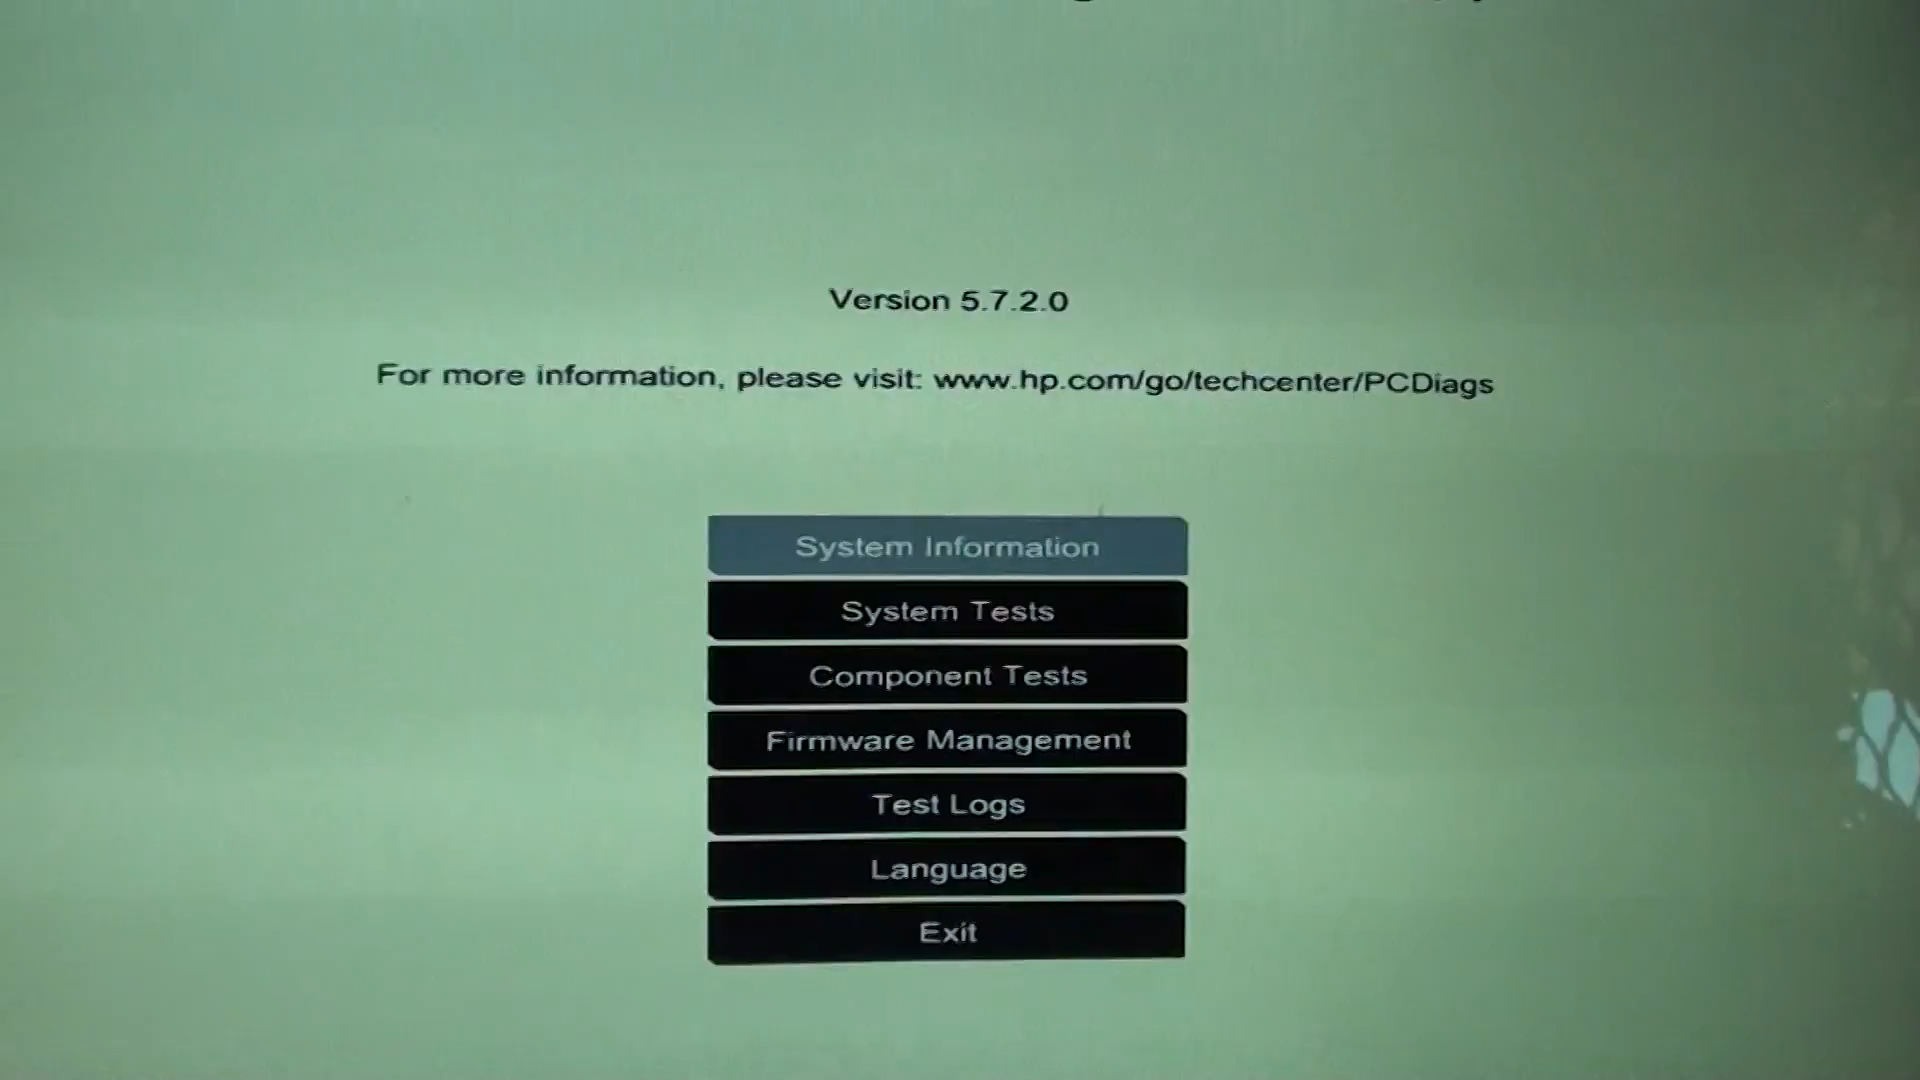 Version 5.7.2.0
For more information, please visit: www.hp.com/go/techcenter/PCDiags
System Information
System Tests
Component Tests
Firmware Management
Test Logs
Language
Exit